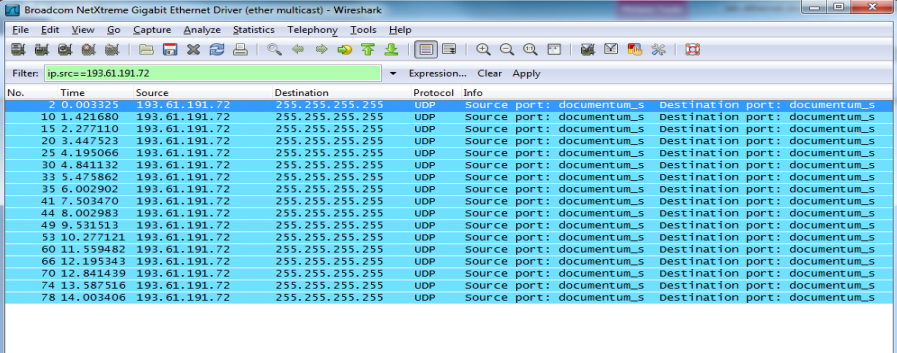 Broadcom NetXtreme Gigabit Ethernet Driver (ether multicast) - Wireshark
File Edit View Go Capture Analyze Statistics Telephony Tools Help
Filter: ip.src==193.61.191.72 Expression... Clear Apply
No. Time Source Destination Protocol Info
2 0.003325 193.61.191.72 255.255.255.255 UDP Source port: documentum_s Destination port: documentum_s
10 1.421680 193.61.191.72 255.255.255.255 UDP Source port: documentum_s Destination port: documentum_s
15 2.277110 193.61.191.72 255.255.255.255 UDP Source port: documentum_s Destination port: documentum_s
20 3.447523 193.61.191.72 255.255.255.255 UDP Source port: documentum_s Destination port: documentum_s
25 4.195066 193.61.191.72 255.255.255.255 UDP Source port: documentum_s Destination port: documentum_s
30 4.841132 193.61.191.72 255.255.255.255 UDP Source port: documentum_s Destination port: documentum_s
33 5.475862 193.61.191.72 255.255.255.255 UDP Source port: documentum_s Destination port: documentum_s
35 6.002902 193.61.191.72 255.255.255.255 UDP Source port: documentum_s Destination port: documentum_s
41 7.503470 193.61.191.72 255.255.255.255 UDP Source port: documentum_s Destination port: documentum_s
44 8.002983 193.61.191.72 255.255.255.255 UDP Source port: documentum_s Destination port: documentum_s
49 9.531513 193.61.191.72 255.255.255.255 UDP Source port: documentum_s Destination port: documentum_s
53 10.277121 193.61.191.72 255.255.255.255 UDP Source port: documentum_s Destination port: documentum_s
60 11.559482 193.61.191.72 255.255.255.255 UDP Source port: documentum_s Destination port: documentum_s
66 12.195343 193.61.191.72 255.255.255.255 UDP Source port: documentum_s Destination port: documentum_s
70 12.841439 193.61.191.72 255.255.255.255 UDP Source port: documentum_s Destination port: documentum_s
74 13.587516 193.61.191.72 255.255.255.255 UDP Source port: documentum_s Destination port: documentum_s
78 14.003406 193.61.191.72 255.255.255.255 UDP Source port: documentum_s Destination port: documentum_s